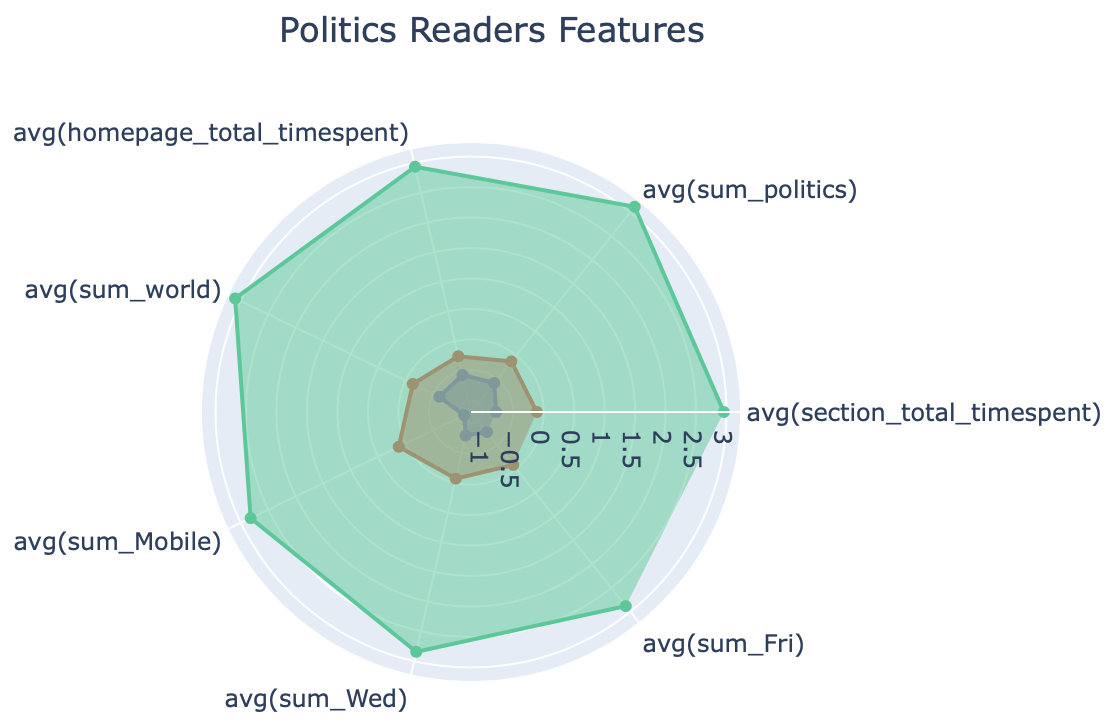 Politics Readers Features
avg(homepage_total_timespent)
avg(sum_politics)
avg(sum_world)
avg(section_total_timespent)
−1
−0.5
0
0.5
1
1.5
2
2.5
3
avg(sum_Mobile)
avg(sum_Fri)
avg(sum_Wed)